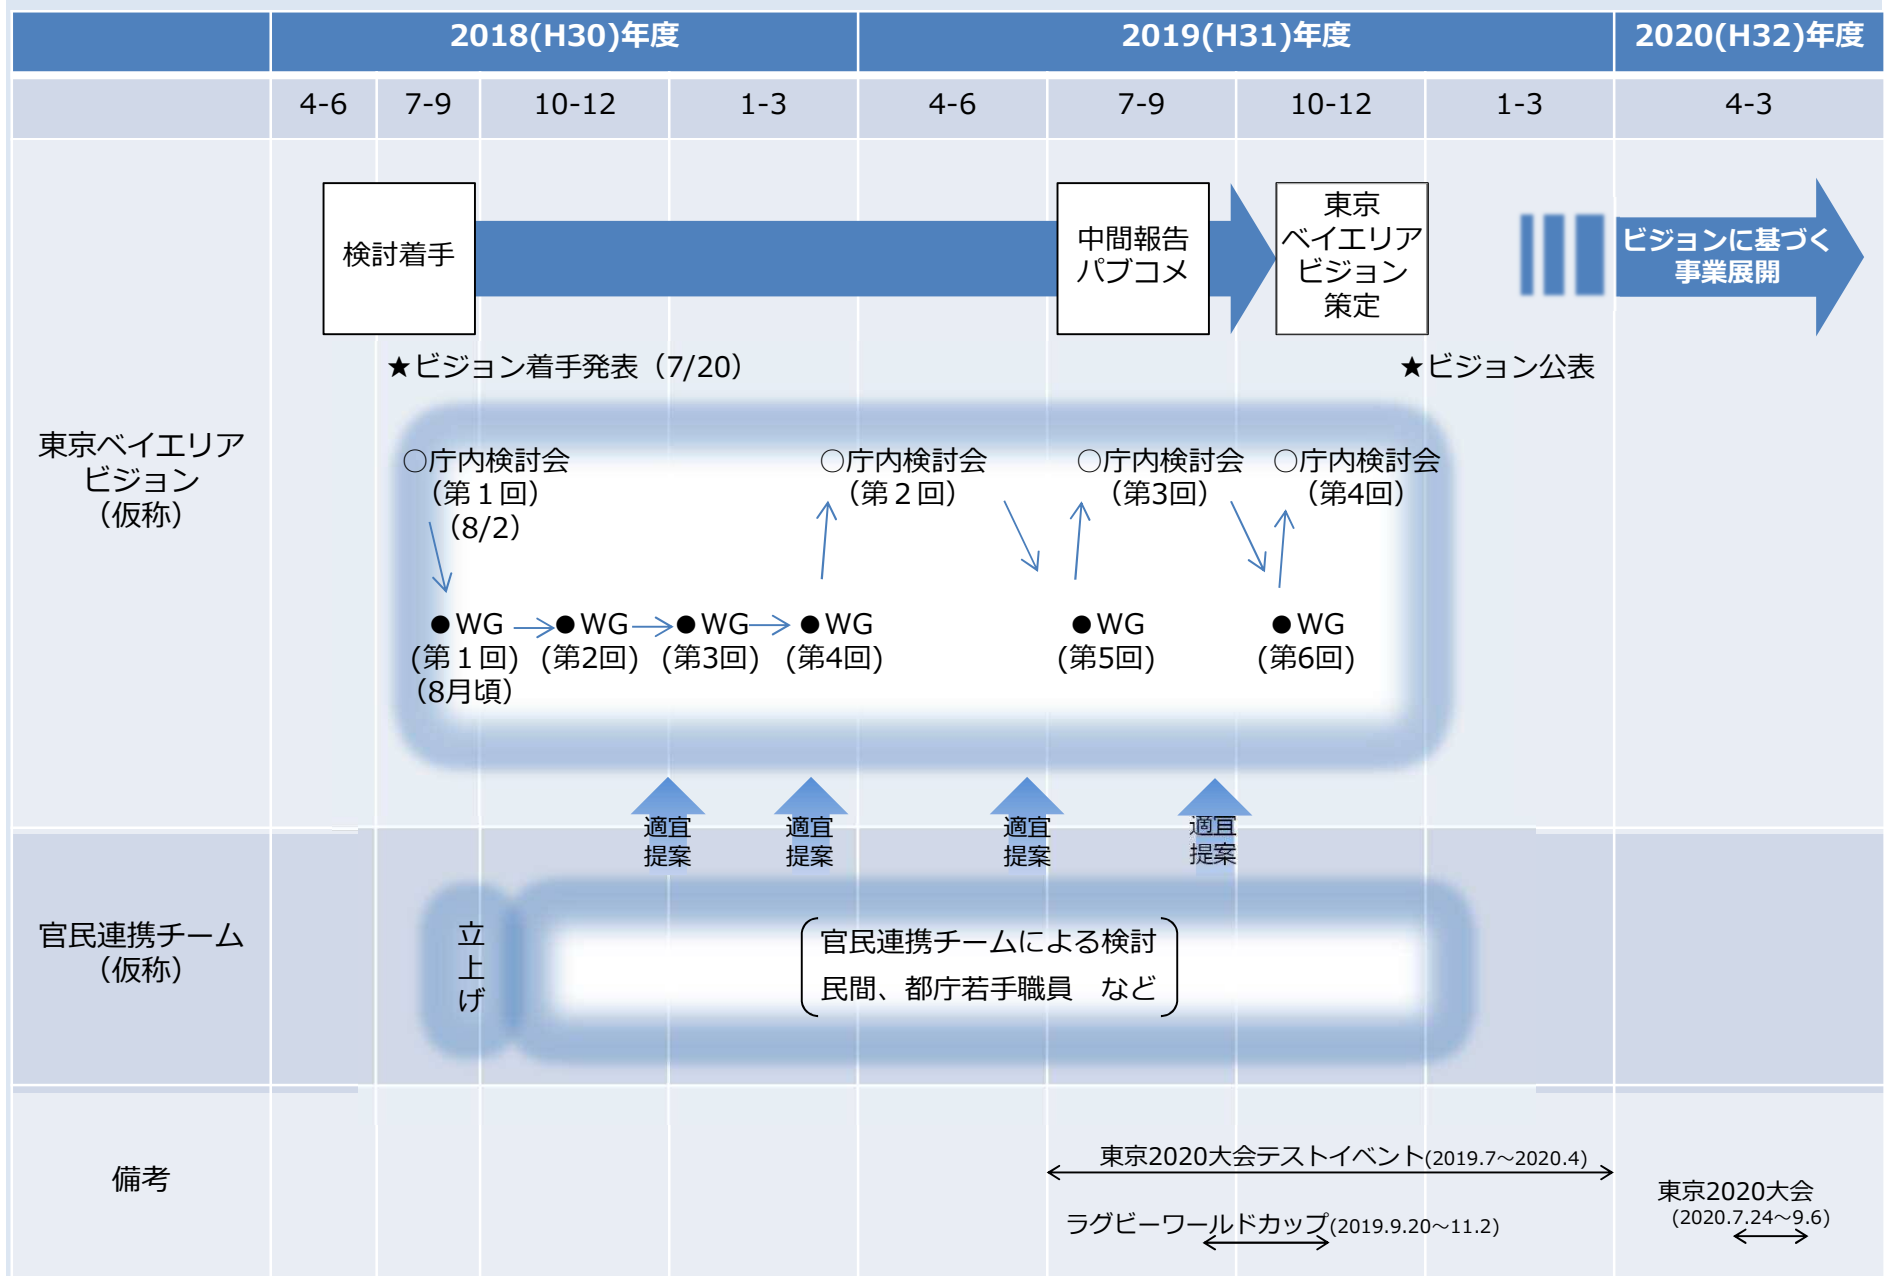 2018(H30)年度
2019(H31)年度
2020(H32)年度
4-6
7-9
10-12
1-3
4-6
7-9
10-12
1-3
4-3
東京ベイエリア
ビジョン
（仮称）
検討着手
中間報告
パブコメ
東京
ベイエリア
ビジョン
策定
ビジョンに基づく
事業展開
★ビジョン着手発表（7/20）
★ビジョン公表
○庁内検討会
（第１回）
（8/2）
○庁内検討会
（第２回）
○庁内検討会
（第3回）
○庁内検討会
（第4回）
●WG
(第１回)
（8月頃）
●WG
(第2回)
●WG
(第3回)
●WG
(第4回)
●WG
(第5回)
●WG
(第6回)
適宜
提案
適宜
提案
適宜
提案
適宜
提案
官民連携チーム
（仮称）
立上げ
官民連携チームによる検討
民間、都庁若手職員　など
備考
東京2020大会テストイベント(2019.7～2020.4)
ラグビーワールドカップ(2019.9.20～11.2)
東京2020大会
(2020.7.24～9.6)